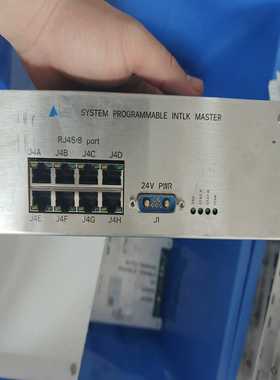 SYSTEM PROGRAMMABLE INTLK MASTER
RJ45/8 port
J4A J4B J4C J4D
24V PWR
J4E J4F J4G J4H
J1